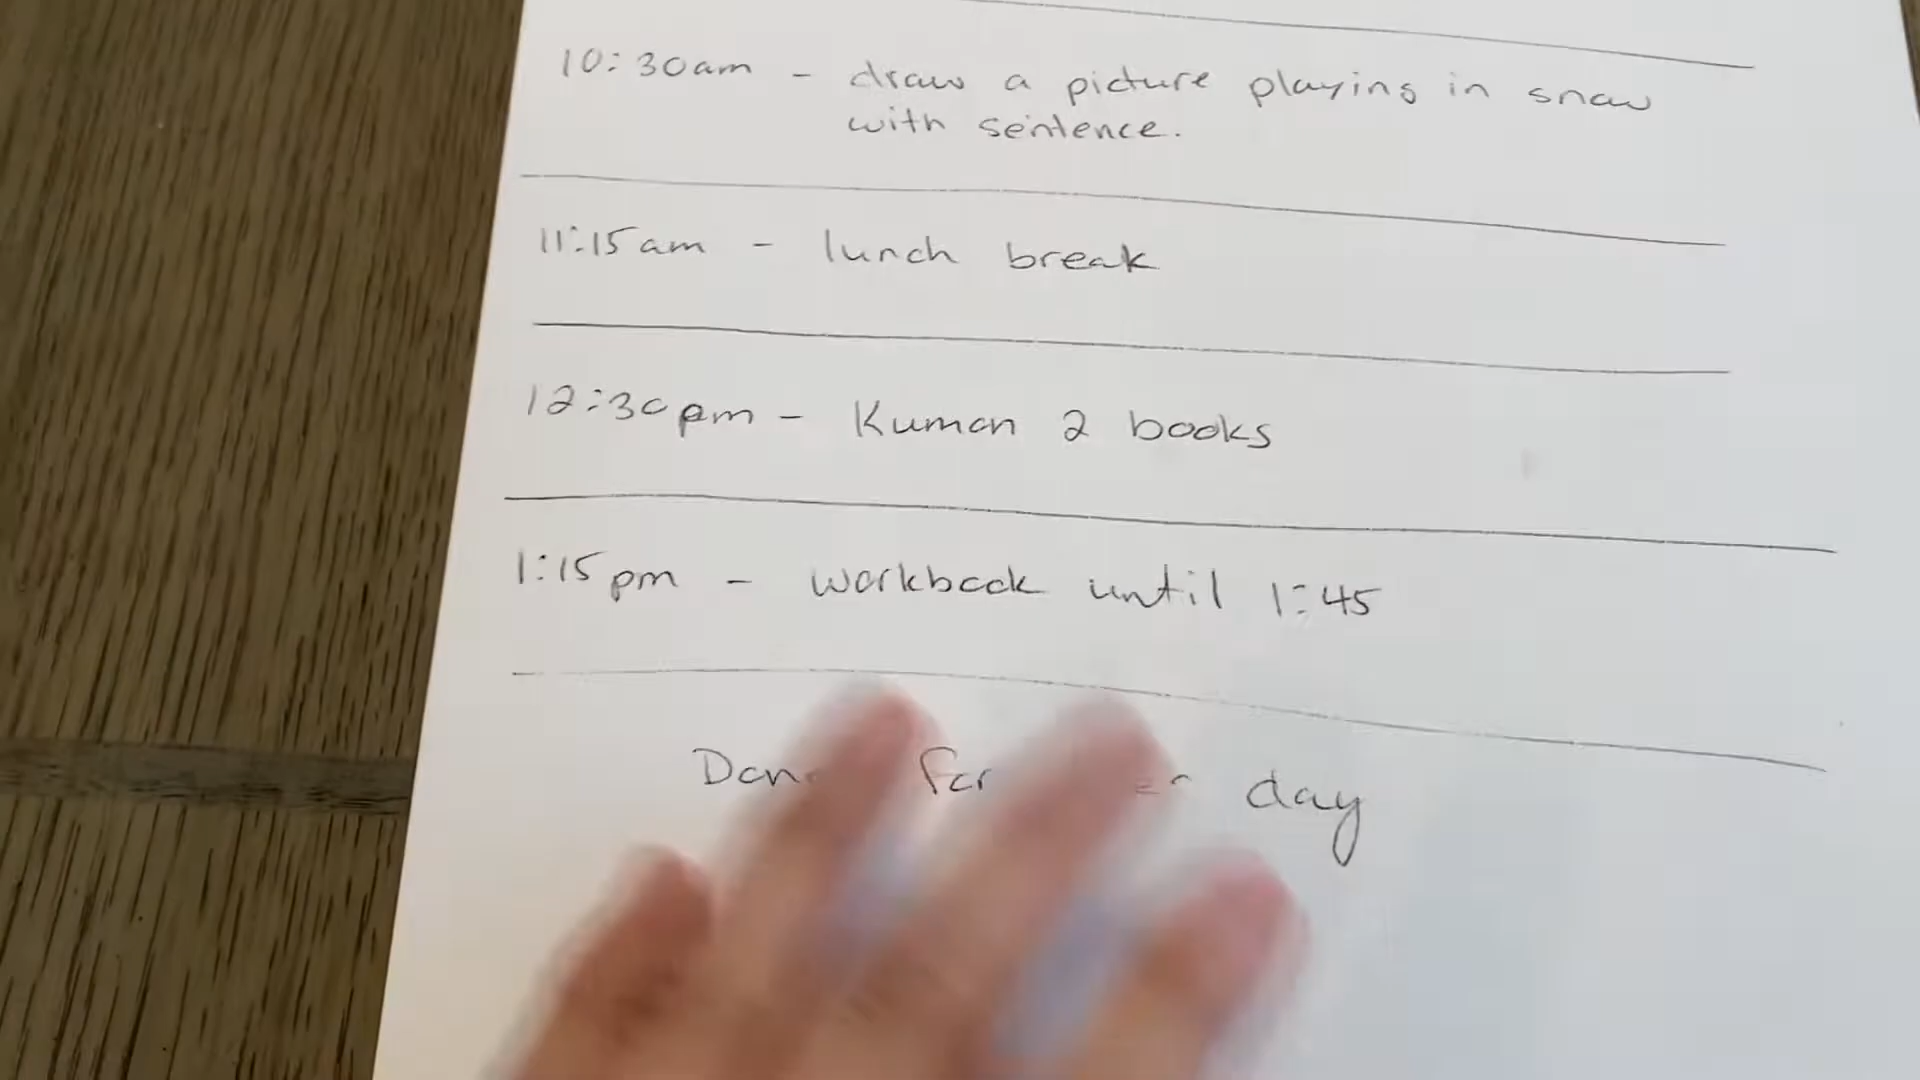 10:30am - draw a picture playing in snow
with sentence.
11:15am - lunch break
12:30pm - Kumon 2 books
1:15pm - workbook until 1:45
for day